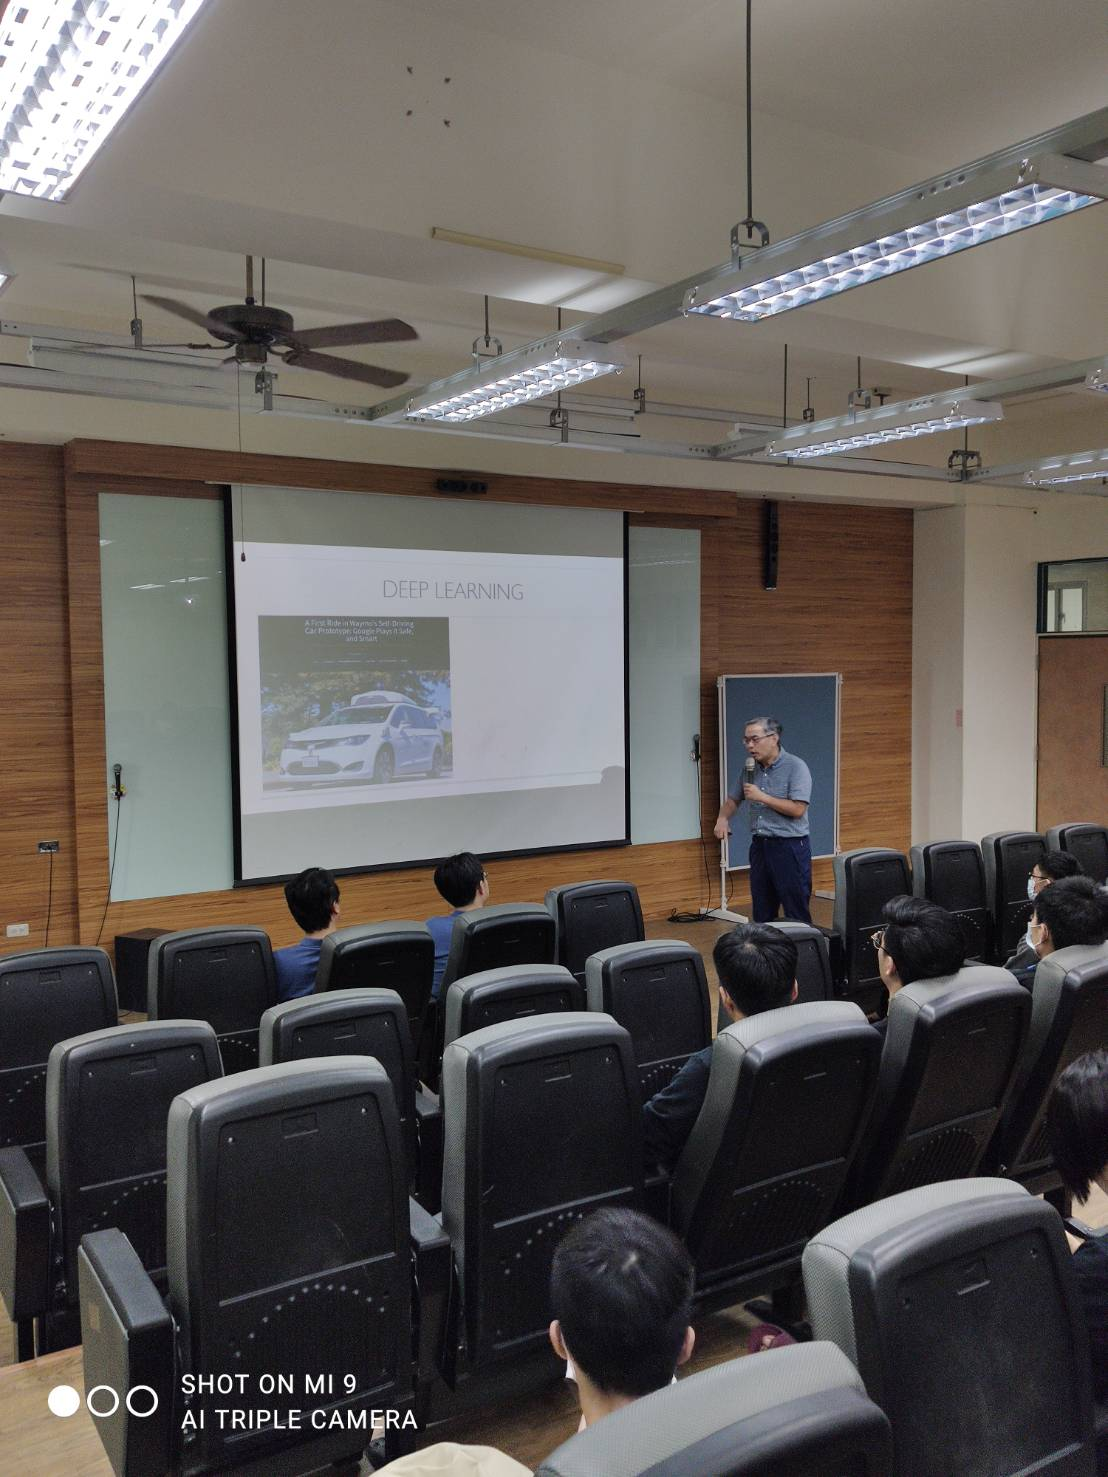 DEEP LEARNING
A First Ride in Waymo's Self-Driving
Car Prototype: Google Plays It Safe,
and Smart
SHOT ON MI 9
AI TRIPLE CAMERA